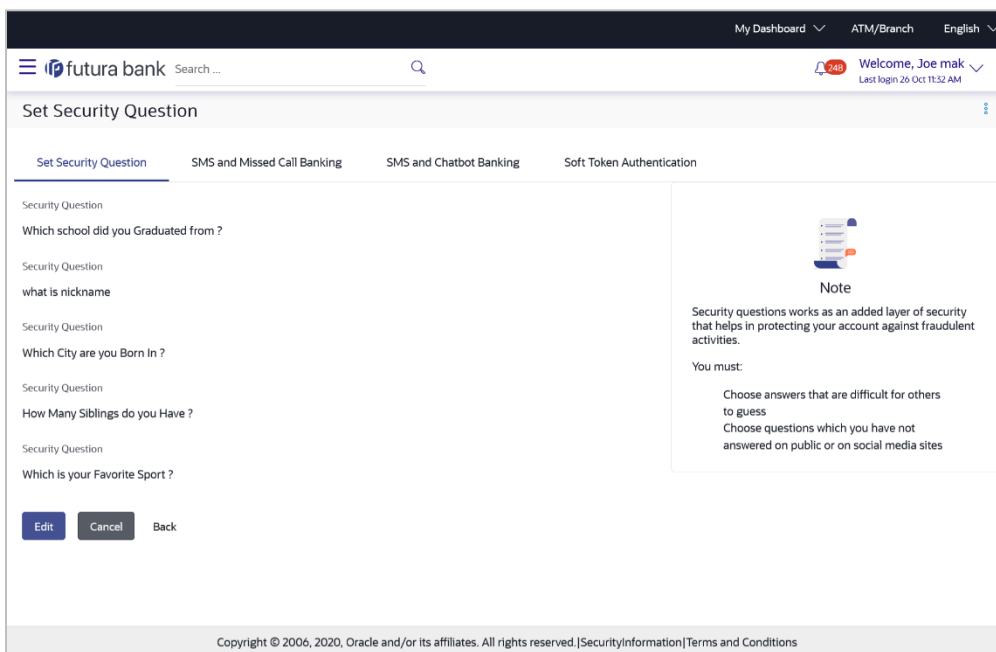 My Dashboard ATM/Branch English
futura bank Search ... 248 Welcome, Joe mak
Last login 26 Oct 11:32 AM
Set Security Question
Set Security Question SMS and Missed Call Banking SMS and Chatbot Banking Soft Token Authentication
Security Question
Which school did you Graduated from ?
Security Question
what is nickname
Security Question
Which City are you Born In ?
Security Question
How Many Siblings do you Have ?
Security Question
Which is your Favorite Sport ?
Edit Cancel Back
Note
Security questions works as an added layer of security
that helps in protecting your account against fraudulent
activities.
You must:
Choose answers that are difficult for others
to guess
Choose questions which you have not
answered on public or on social media sites
Copyright © 2006, 2020, Oracle and/or its affiliates. All rights reserved.|SecurityInformation|Terms and Conditions